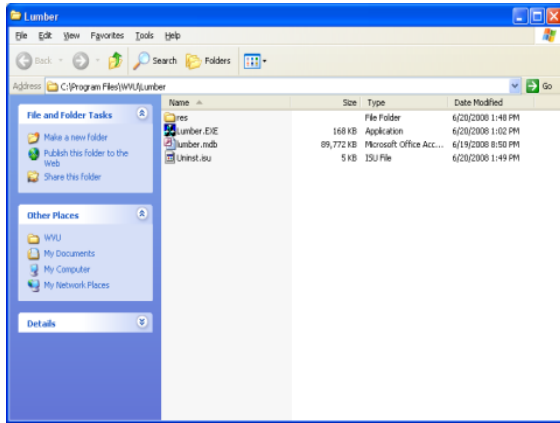 Lumber
File Edit View Favorites Tools Help
Back Search Folders
Address C:\Program Files\WVU\Lumber Go
Name Size Type Date Modified
File and Folder Tasks
Make a new folder
Publish this folder to the
Web
Share this folder
Other Places
WVU
My Documents
My Computer
My Network Places
Details
res File Folder 6/20/2008 1:48 PM
Lumber.EXE 168 KB Application 6/20/2008 1:02 PM
lumber.mdb 89,772 KB Microsoft Office Acc... 6/19/2008 8:50 PM
Uninst.isu 5 KB ISU File 6/20/2008 1:49 PM